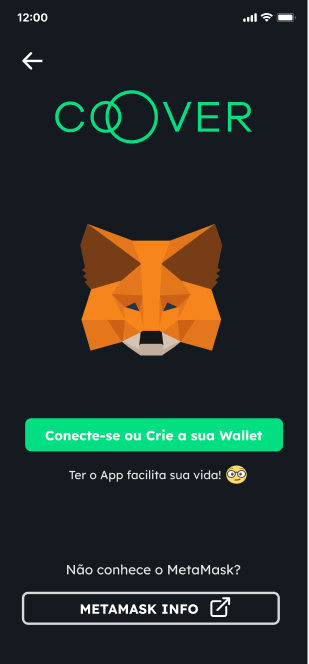 12:00
COOVER
Conecte-se ou Crie a sua Wallet
Ter o App facilita sua vida! 🤓
Não conhece o MetaMask?
METAMASK INFO